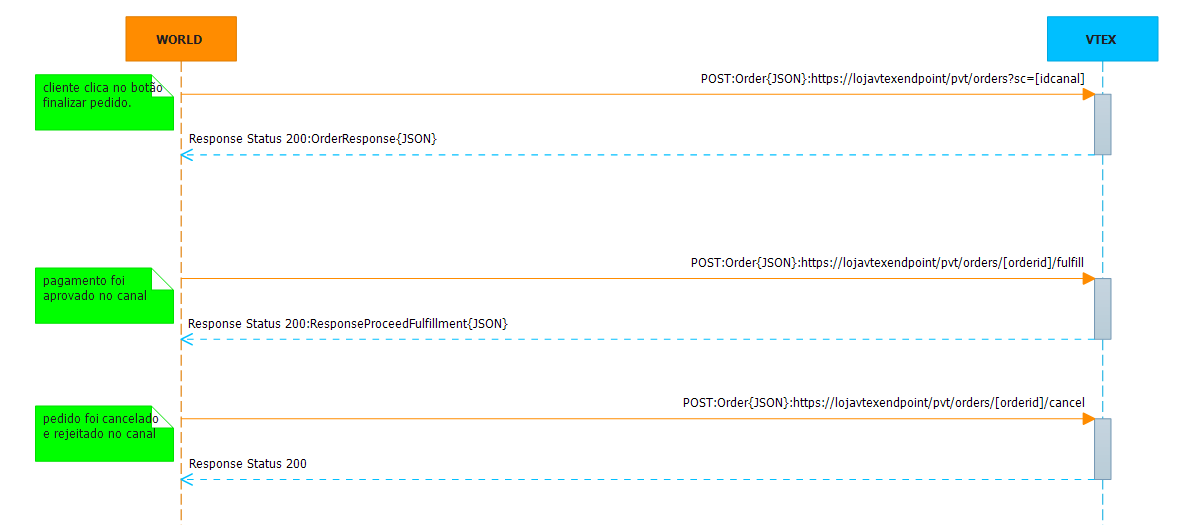 WORLD
VTEX
cliente clica no botão
finalizar pedido.
POST:Order{JSON}:https://lojavtexendpoint/pvt/orders?sc=[idcanal]
Response Status 200:OrderResponse{JSON}
pagamento foi
aprovado no canal
POST:Order{JSON}:https://lojavtexendpoint/pvt/orders/[orderid]/fulfill
Response Status 200:ResponseProceedFulfillment{JSON}
pedido foi cancelado
e rejeitado no canal
POST:Order{JSON}:https://lojavtexendpoint/pvt/orders/[orderid]/cancel
Response Status 200